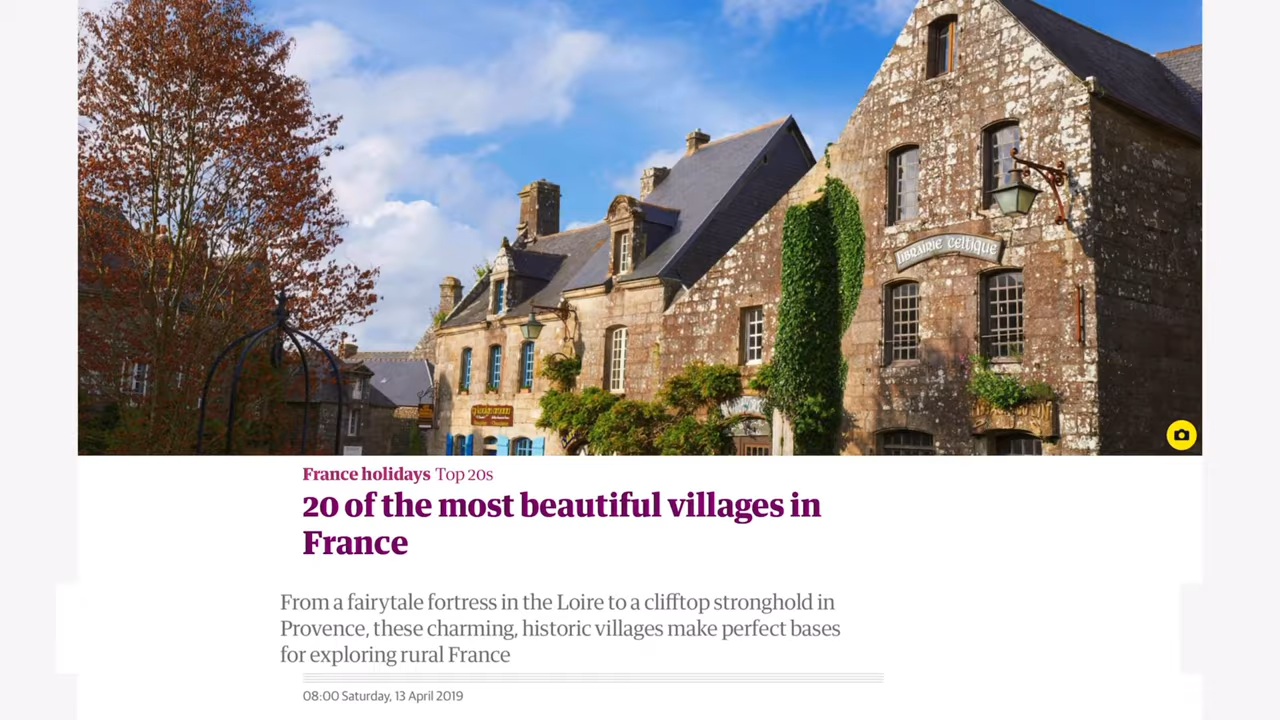 LIBRAIRIE CELTIQUE
France holidays Top 20s
20 of the most beautiful villages in
France
From a fairytale fortress in the Loire to a clifftop stronghold in
Provence, these charming, historic villages make perfect bases
for exploring rural France
08:00 Saturday, 13 April 2019